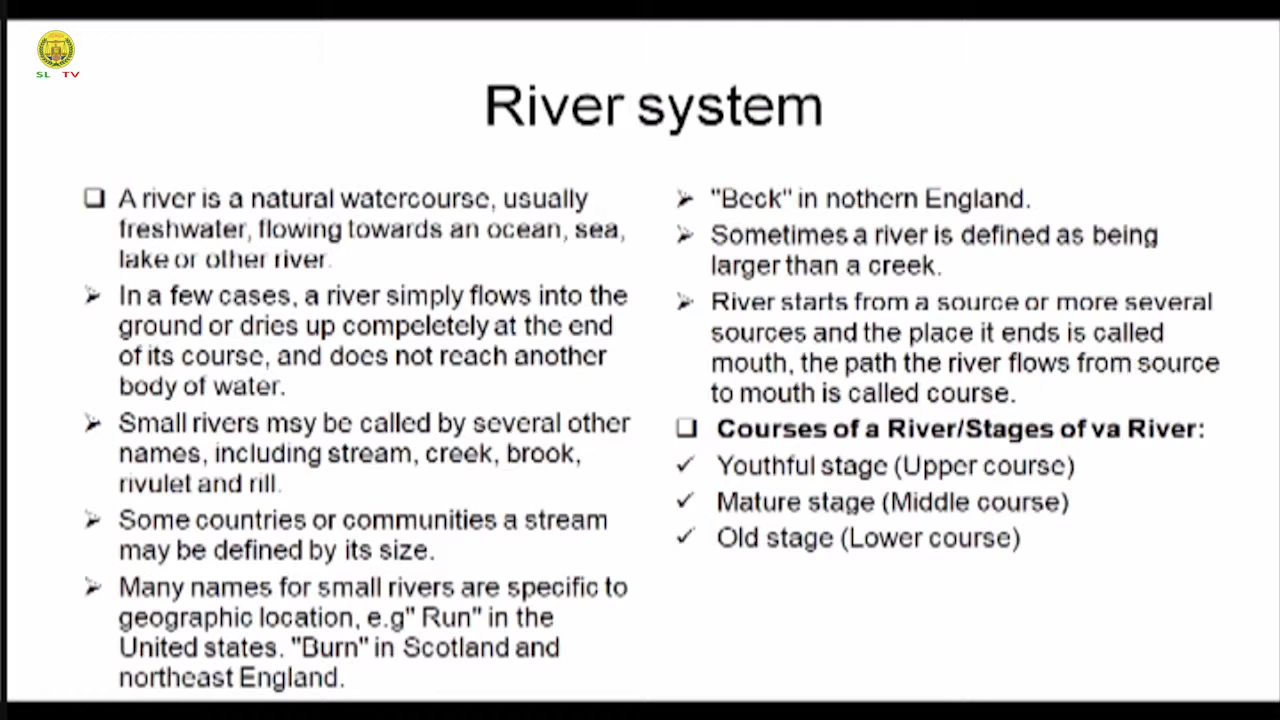 SL TV
River system
❑ A river is a natural watercourse, usually
freshwater, flowing towards an ocean, sea,
lake or other river.
➢ In a few cases, a river simply flows into the
ground or dries up compeletely at the end
of its course, and does not reach another
body of water.
➢ Small rivers msy be called by several other
names, including stream, creek, brook,
rivulet and rill.
➢ Some countries or communities a stream
may be defined by its size.
➢ Many names for small rivers are specific to
geographic location, e.g" Run" in the
United states. "Burn" in Scotland and
northeast England.
➢ "Beck" in nothern England.
➢ Sometimes a river is defined as being
larger than a creek.
➢ River starts from a source or more several
sources and the place it ends is called
mouth, the path the river flows from source
to mouth is called course.
❑ Courses of a River/Stages of va River:
✓ Youthful stage (Upper course)
✓ Mature stage (Middle course)
✓ Old stage (Lower course)